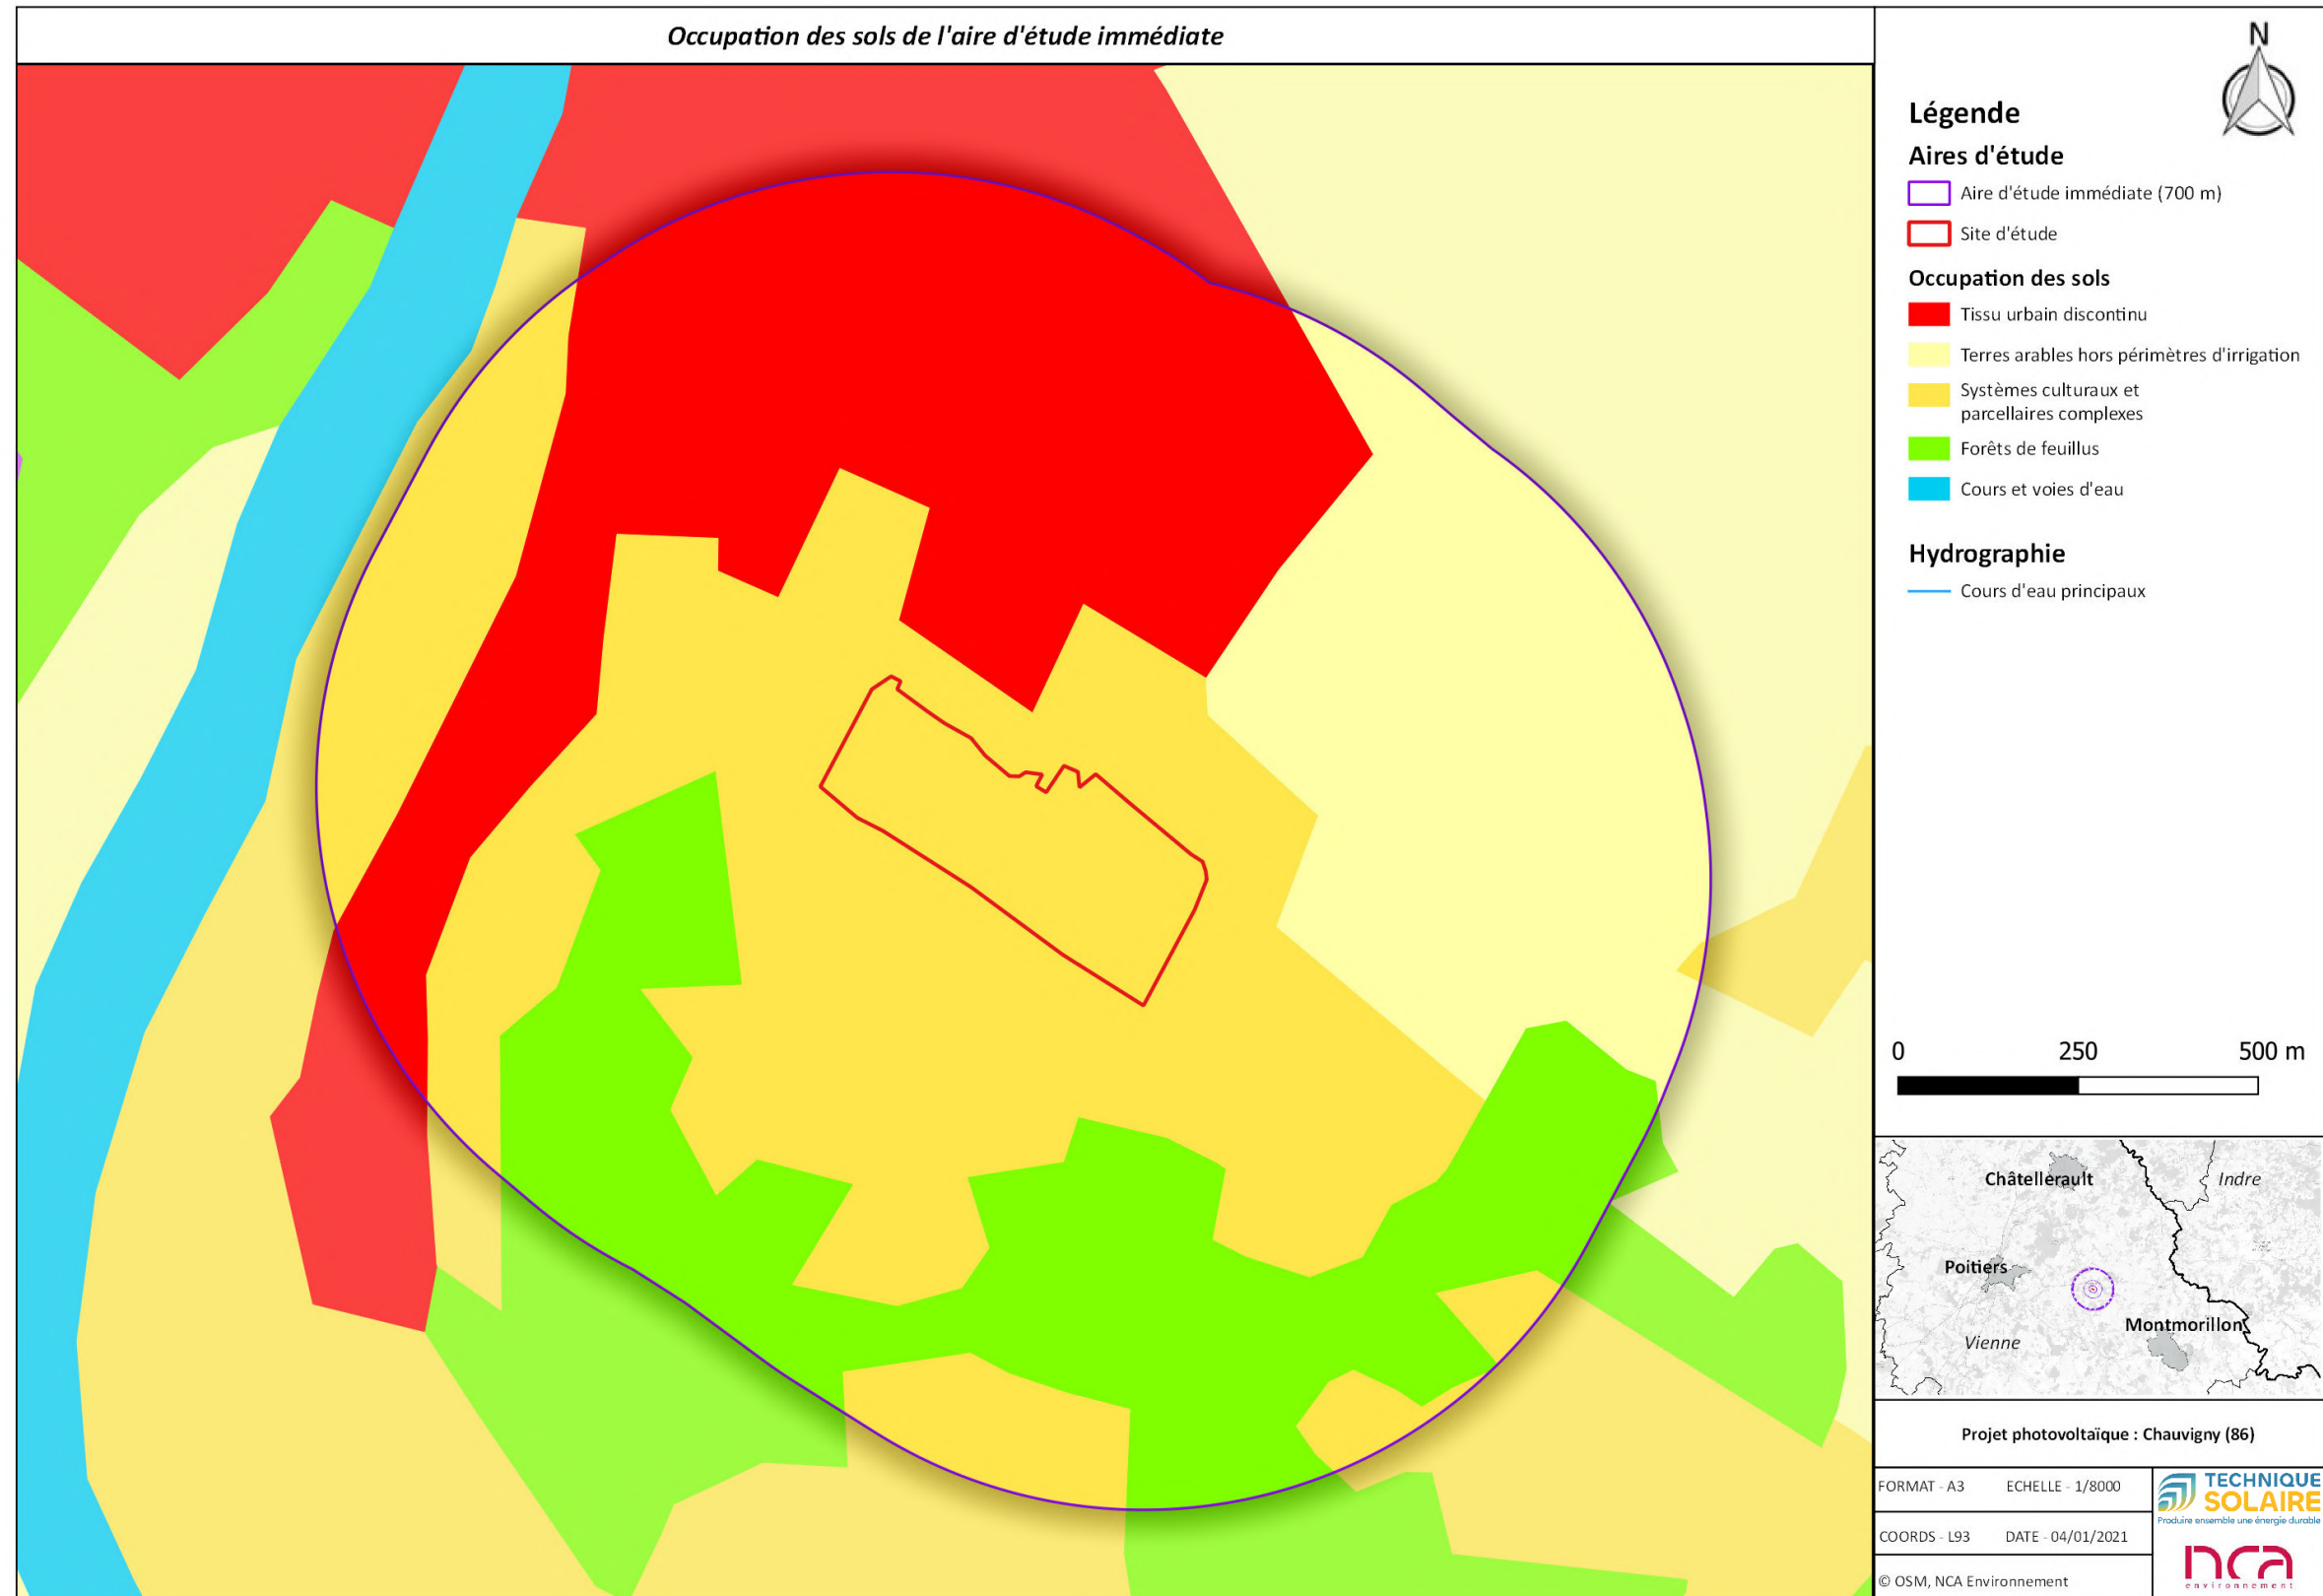 Occupation des sols de l'aire d'étude immédiate
N
Légende
Aires d'étude
Aire d'étude immédiate (700 m)
Site d'étude
Occupation des sols
Tissu urbain discontinu
Terres arables hors périmètres d'irrigation
Systèmes culturaux et
parcellaires complexes
Forêts de feuillus
Cours et voies d'eau
Hydrographie
Cours d'eau principaux
0 250 500 m
Châtellerault
Indre
Poitiers
Montmorillon
Vienne
Projet photovoltaïque : Chauvigny (86)
FORMAT - A3 ECHELLE - 1/8000
COORDS - L93 DATE - 04/01/2021
© OSM, NCA Environnement
TECHNIQUE
SOLAIRE
Produire ensemble une énergie durable
nca
environnement